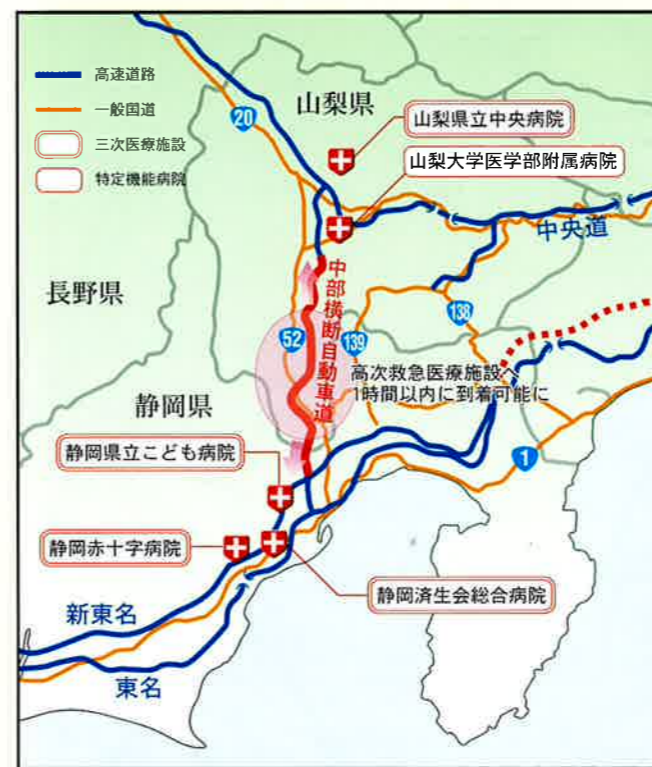 高速道路
一般国道
三次医療施設
特定機能病院
山梨県
20
山梨県立中央病院
山梨大学医学部附属病院
中央道
長野県
中部横断自動車道
52
139
138
高次救急医療施設へ
1時間以内に到着可能に
静岡県
静岡県立こども病院
1
静岡赤十字病院
静岡済生会総合病院
新東名
東名